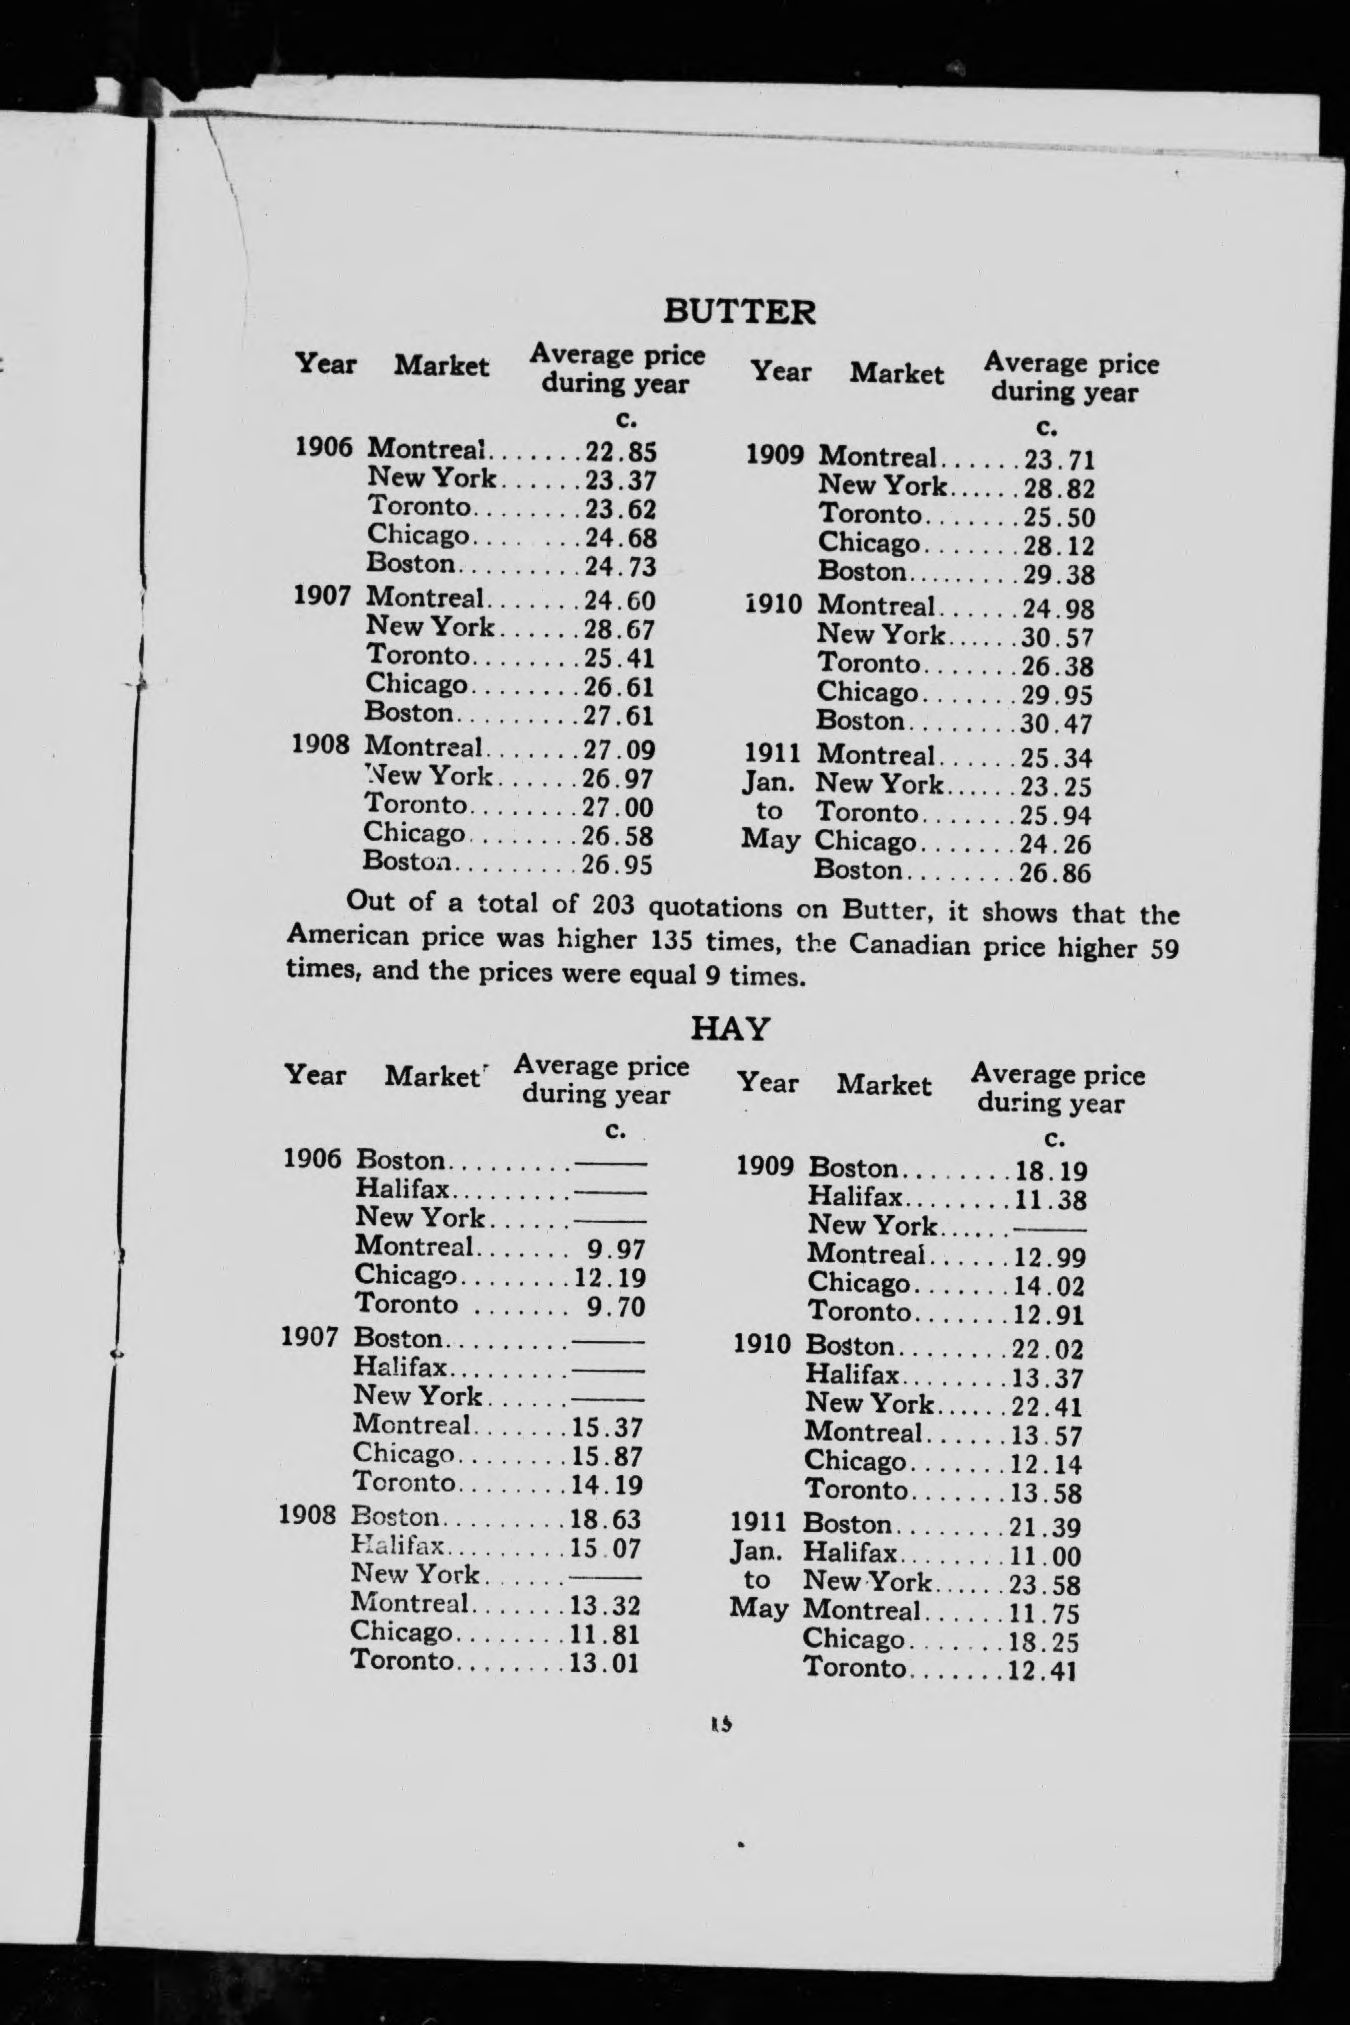 BUTTER
Year Market Average price during year
c.
1906 Montreal.......22.85
New York......23.37
Toronto........23.62
Chicago.... ...24.68
Boston.........24.73
1907 Montreal.......24.60
New York......28.67
Toronto........25.41
Chicago........26.61
Boston.........27.61
1908 Montreal.......27.09
New York......26.97
Toronto........27.00
Chicago........26.58
Boston.........26.95
Year Market Average price during year
c.
1909 Montreal......23.71
New York......28.82
Toronto.......25.50
Chicago.......28.12
Boston.........29.38
1910 Montreal......24.98
New York......30.57
Toronto.......26.38
Chicago.......29.95
Boston........30.47
1911 Montreal......25.34
Jan. New York......23.25
to Toronto.......25.94
May Chicago.......24.26
Boston........26.86
Out of a total of 203 quotations on Butter, it shows that the
American price was higher 135 times, the Canadian price higher 59
times, and the prices were equal 9 times.
HAY
Year Market Average price during year
c.
1906 Boston.........——
Halifax.........——
New York......——
Montreal....... 9.97
Chicago........12.19
Toronto ....... 9.70
1907 Boston.........——
Halifax.........——
New York......——
Montreal.......15.37
Chicago........15.87
Toronto........14.19
1908 Boston.........18.63
Halifax.........15.07
New York......——
Montreal.......13.32
Chicago........11.81
Toronto........13.01
Year Market Average price during year
c.
1909 Boston........18.19
Halifax........11.38
New York......——
Montreal......12.99
Chicago.......14.02
Toronto.......12.91
1910 Boston........22.02
Halifax........13.37
New York......22.41
Montreal......13.57
Chicago.......12.14
Toronto.......13.58
1911 Boston........21.39
Jan. Halifax........11.00
to New York......23.58
May Montreal......11.75
Chicago.......18.25
Toronto.......12.41
15